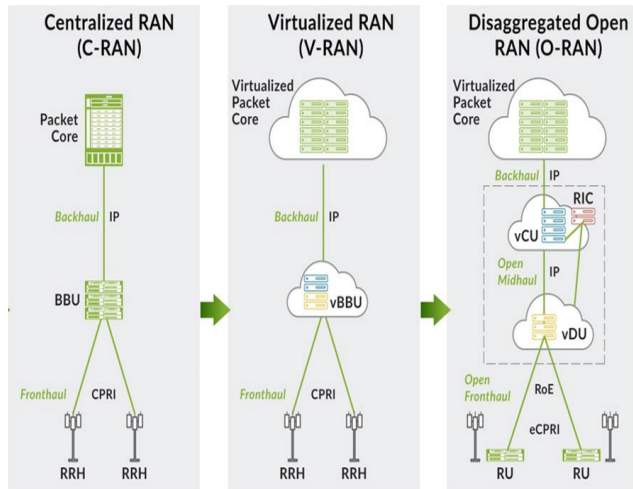 Centralized RAN
(C-RAN)
Packet
Core
Backhaul IP
BBU
Fronthaul CPRI
RRH RRH
Virtualized RAN
(V-RAN)
Virtualized
Packet
Core
Backhaul IP
vBBU
Fronthaul CPRI
RRH RRH
Disaggregated Open
RAN (O-RAN)
Virtualized
Packet
Core
Backhaul IP
RIC
vCU
Open
Midhaul
IP
vDU
Open
Fronthaul
RoE
eCPRI
RU RU